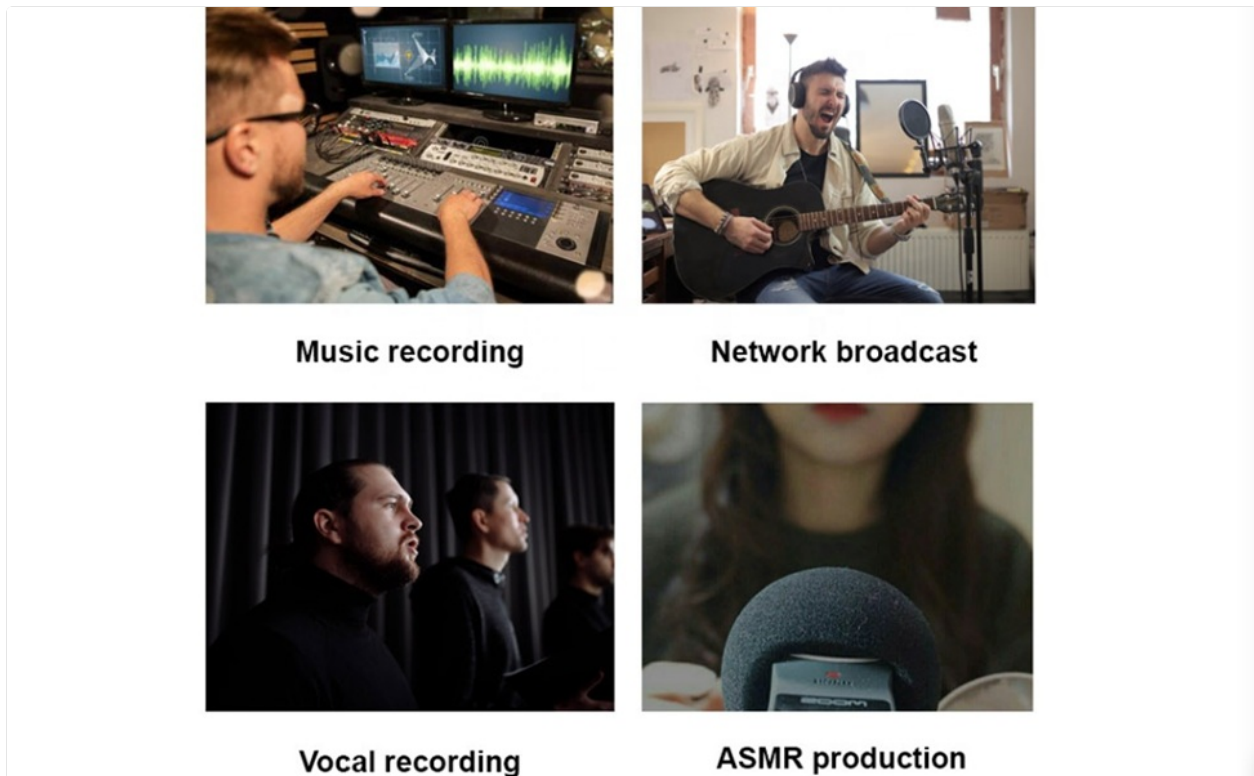 Music recording
Network broadcast
Vocal recording
ASMR production